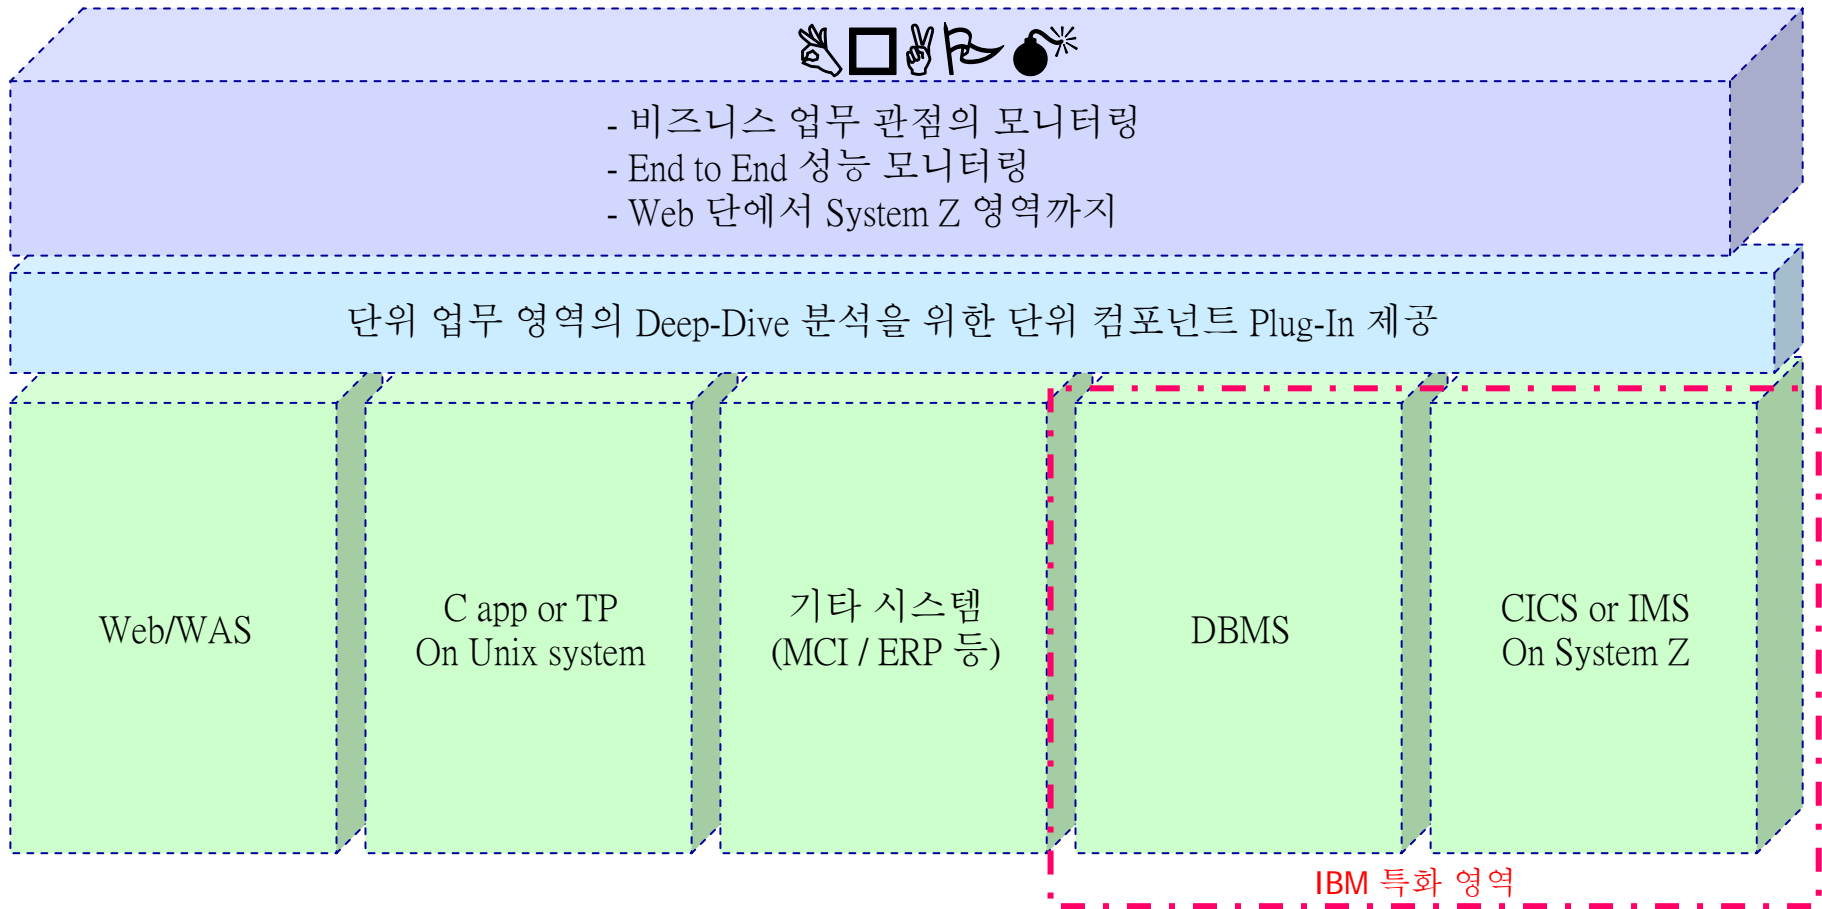 - 비즈니스 업무 관점의 모니터링
- End to End 성능 모니터링
- Web 단에서 System Z 영역까지
단위 업무 영역의 Deep-Dive 분석을 위한 단위 컴포넌트 Plug-In 제공
Web/WAS
C app or TP
On Unix system
기타 시스템
(MCI / ERP 등)
DBMS
CICS or IMS
On System Z
IBM 특화 영역